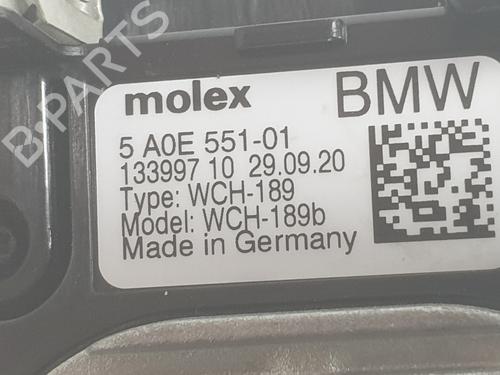 molex BMW
5 A0E 551-01
133997 10 29.09.20
Type: WCH-189
Model: WCH-189b
Made in Germany
B-Parts